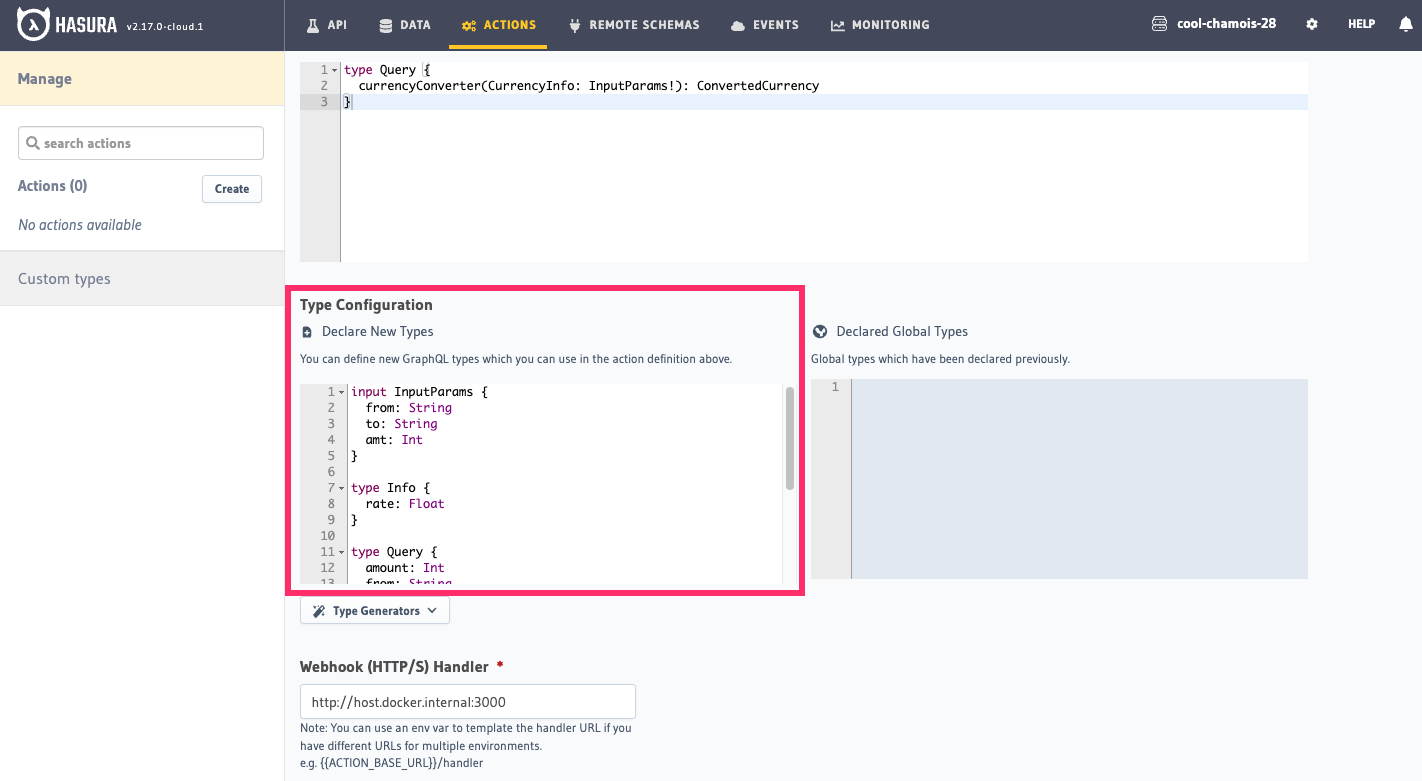 HASURA v2.17.0-cloud.1
API
DATA
ACTIONS
REMOTE SCHEMAS
EVENTS
MONITORING
cool-chamois-28
HELP
Manage
search actions
Actions (0)
Create
No actions available
Custom types
1 type Query {
2 currencyConverter(CurrencyInfo: InputParams!): ConvertedCurrency
3 }
Type Configuration
Declare New Types
You can define new GraphQL types which you can use in the action definition above.
1 input InputParams {
2 from: String
3 to: String
4 amt: Int
5 }
6
7 type Info {
8 rate: Float
9 }
10
11 type Query {
12 amount: Int
13 from: String
Type Generators
Declared Global Types
Global types which have been declared previously.
1
Webhook (HTTP/S) Handler *
http://host.docker.internal:3000
Note: You can use an env var to template the handler URL if you
have different URLs for multiple environments.
e.g. {{ACTION_BASE_URL}}/handler